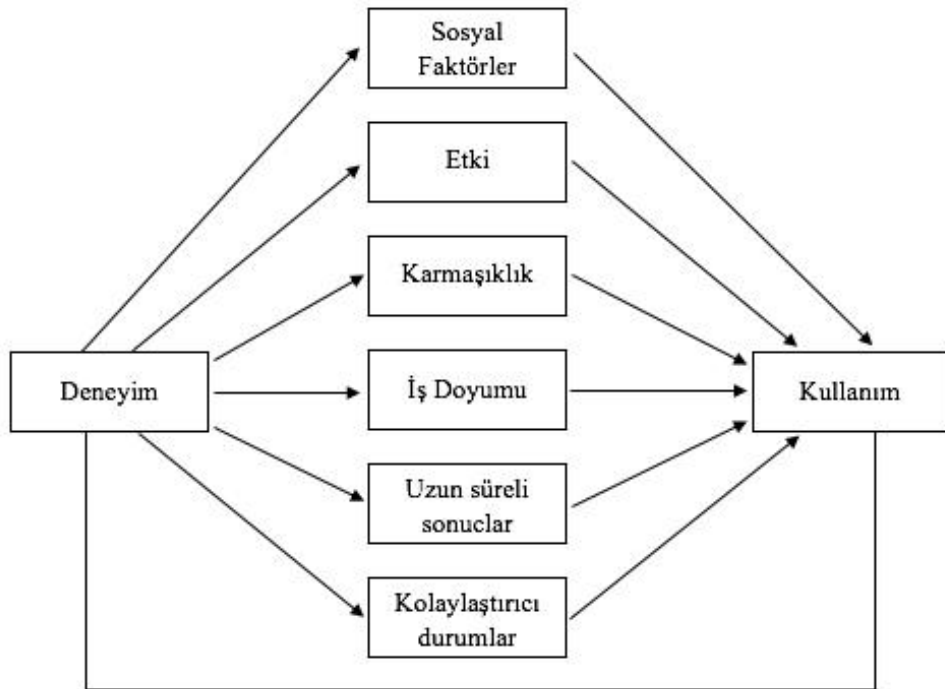 Sosyal
Faktörler
Etki
Karmaşıklık
Deneyim
İş Doyumu
Kullanım
Uzun süreli
sonuclar
Kolaylaştırıcı
durumlar